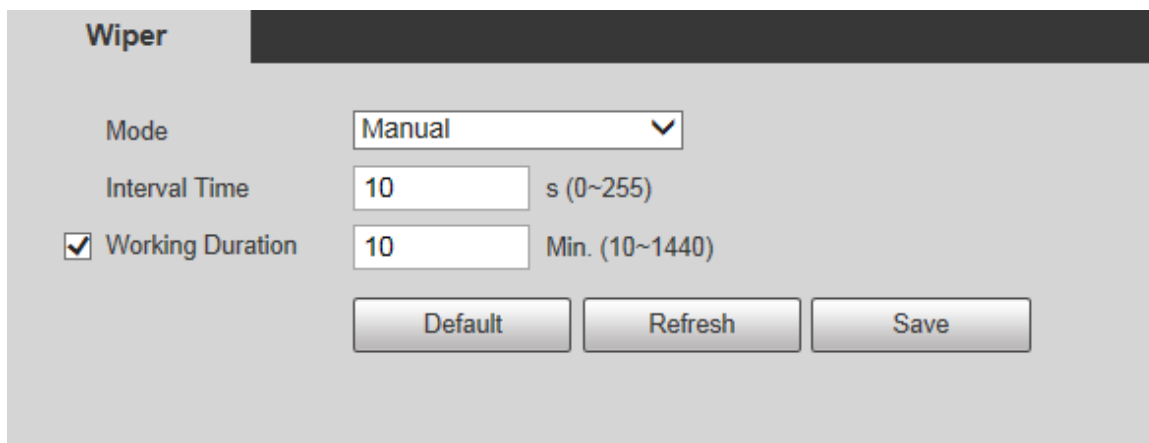 Wiper
Mode Manual
Interval Time 10 s (0~255)
Working Duration 10 Min. (10~1440)
Default Refresh Save